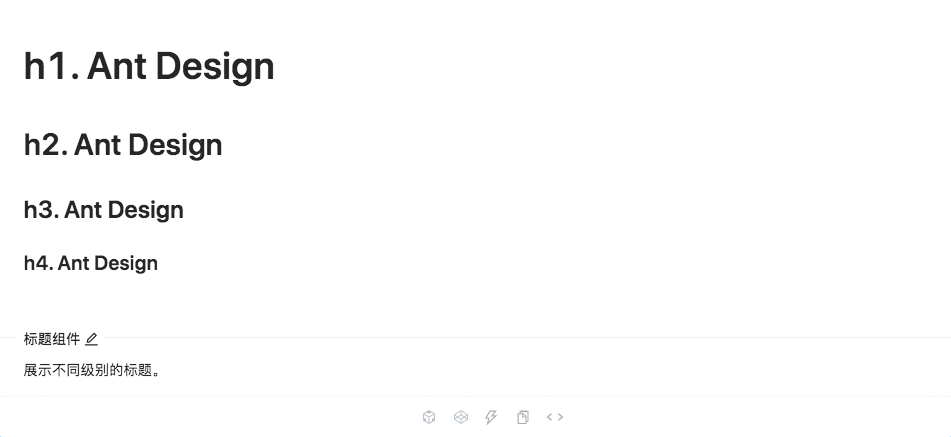 h1. Ant Design
h2. Ant Design
h3. Ant Design
h4. Ant Design
标题组件
展示不同级别的标题。